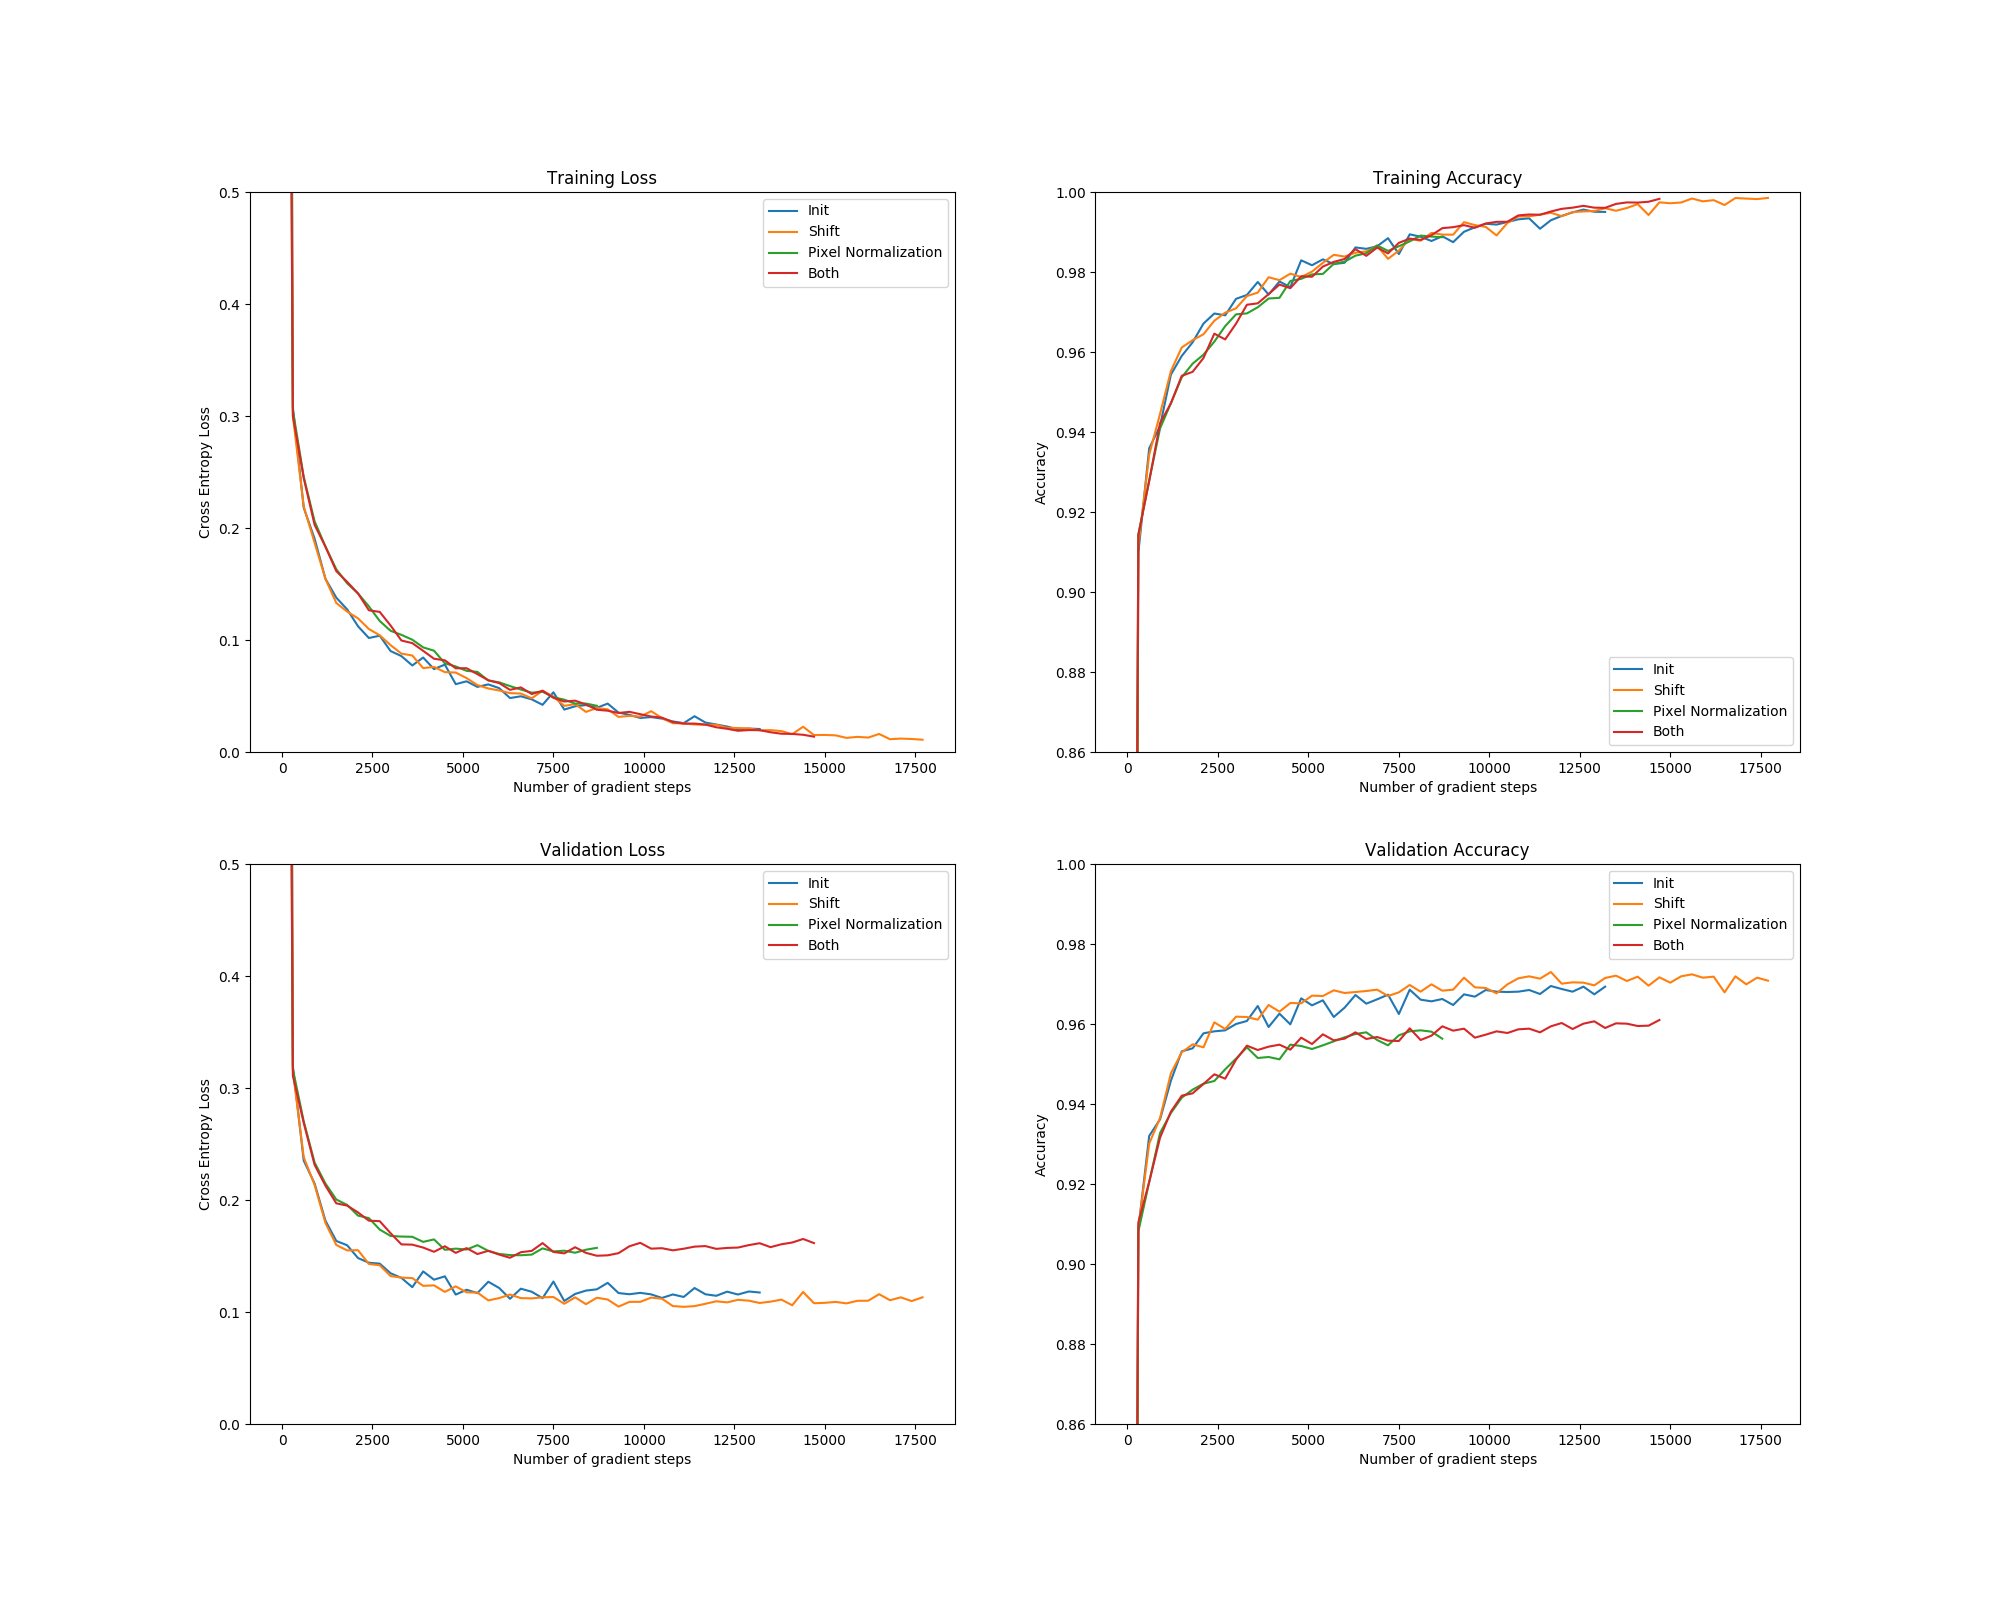 Training Loss
Cross Entropy Loss
0.5
0.4
0.3
0.2
0.1
0.0
Init
Shift
Pixel Normalization
Both
0 2500 5000 7500 10000 12500 15000 17500
Number of gradient steps
Training Accuracy
Accuracy
1.00
0.98
0.96
0.94
0.92
0.90
0.88
0.86
Init
Shift
Pixel Normalization
Both
0 2500 5000 7500 10000 12500 15000 17500
Number of gradient steps
Validation Loss
Cross Entropy Loss
0.5
0.4
0.3
0.2
0.1
0.0
Init
Shift
Pixel Normalization
Both
0 2500 5000 7500 10000 12500 15000 17500
Number of gradient steps
Validation Accuracy
Accuracy
1.00
0.98
0.96
0.94
0.92
0.90
0.88
0.86
Init
Shift
Pixel Normalization
Both
0 2500 5000 7500 10000 12500 15000 17500
Number of gradient steps